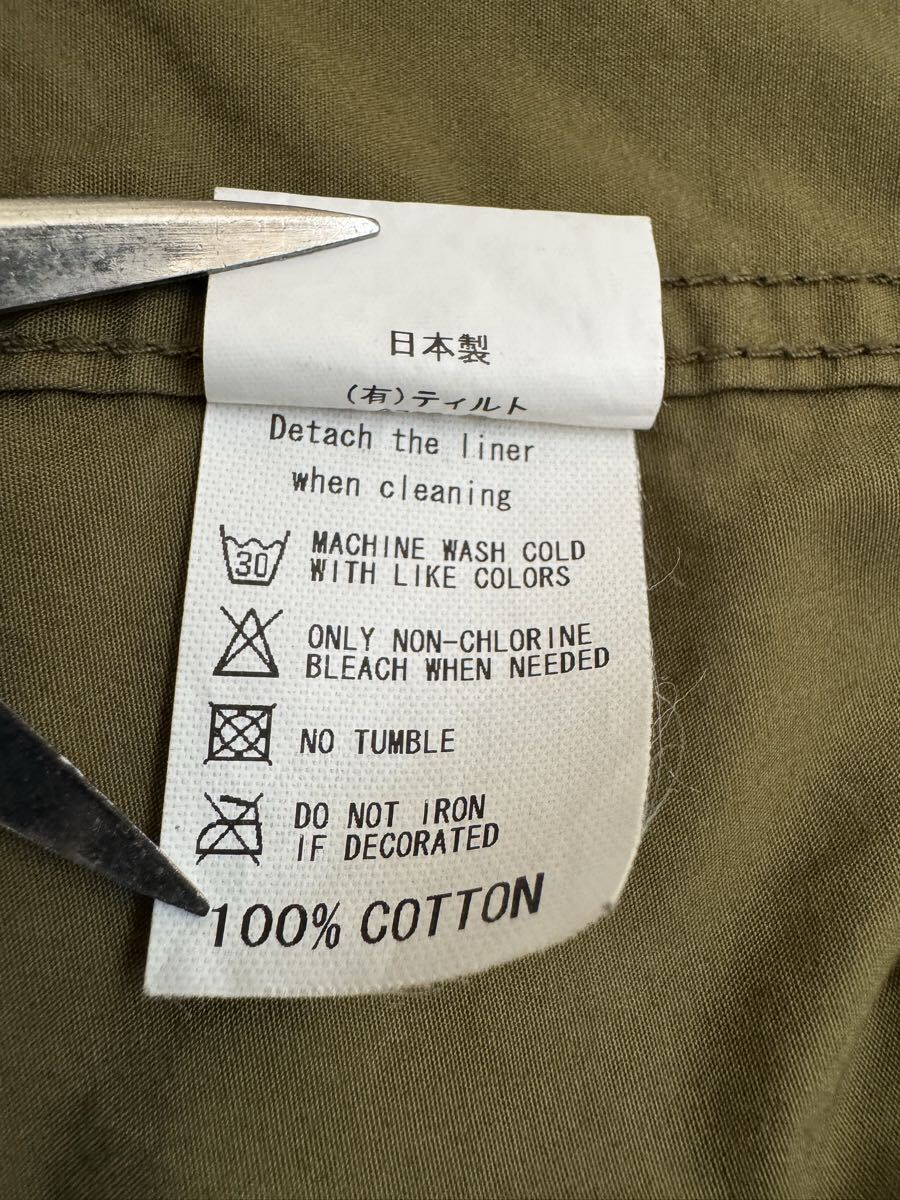 日本製
(有)ティルト
Detach the liner
when cleaning
30
MACHINE WASH COLD
WITH LIKE COLORS
ONLY NON-CHLORINE
BLEACH WHEN NEEDED
NO TUMBLE
DO NOT IRON
IF DECORATED
100% COTTON